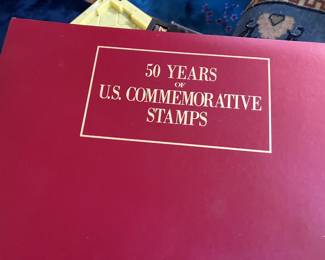 50 YEARS
OF
U.S. COMMEMORATIVE
STAMPS